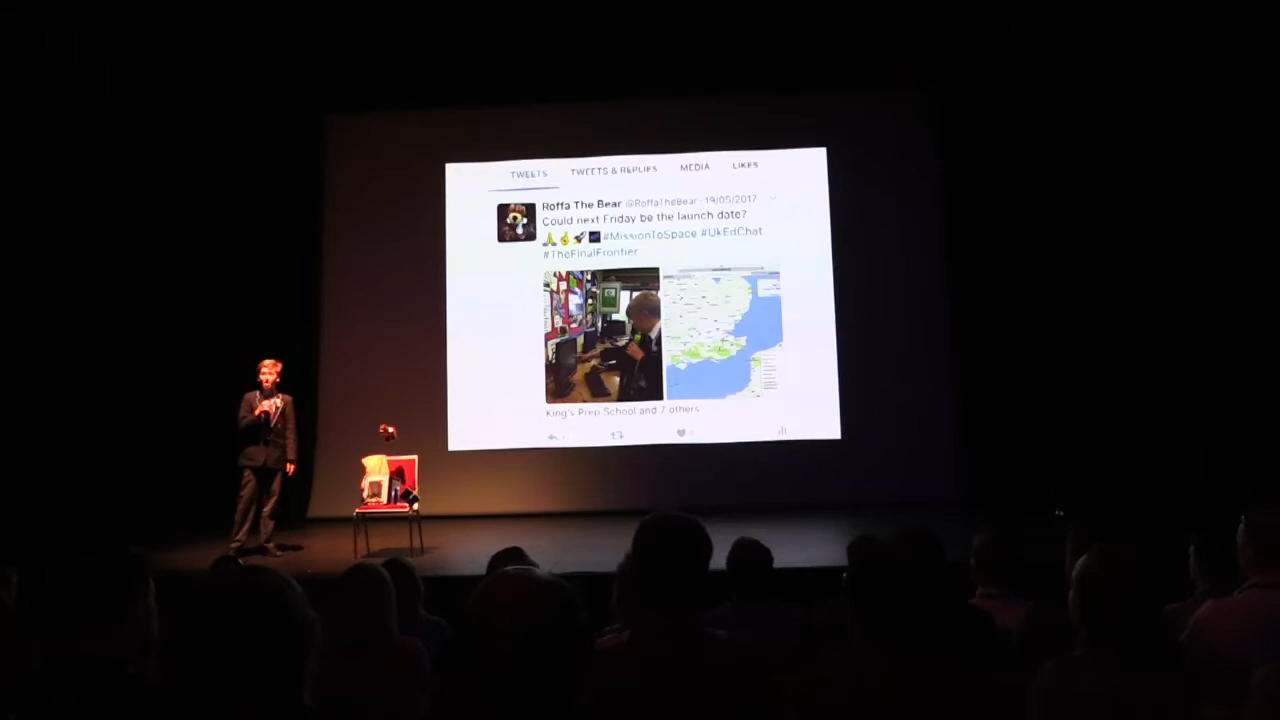 TWEETS TWEETS & REPLIES MEDIA LIKES
Roffa The Bear @RoffaTheBear · 19/05/2017
Could next Friday be the launch date?
#MissionToSpace #UkEdChat
#TheFinalFrontier
King's Prep School and 7 others